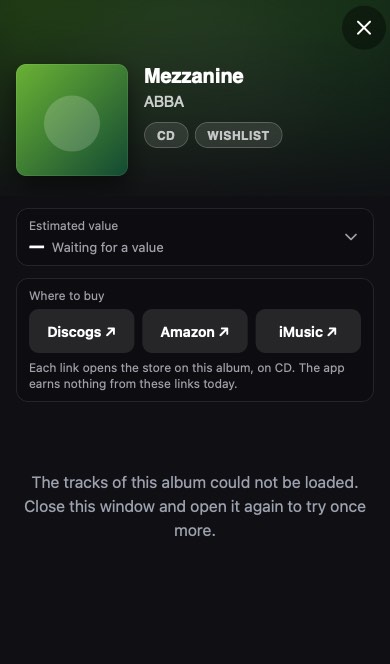 Mezzanine
ABBA
CD WISHLIST
Estimated value
Waiting for a value
Where to buy
Discogs ↗ Amazon ↗ iMusic ↗
Each link opens the store on this album, on CD. The app
earns nothing from these links today.
The tracks of this album could not be loaded.
Close this window and open it again to try once
more.